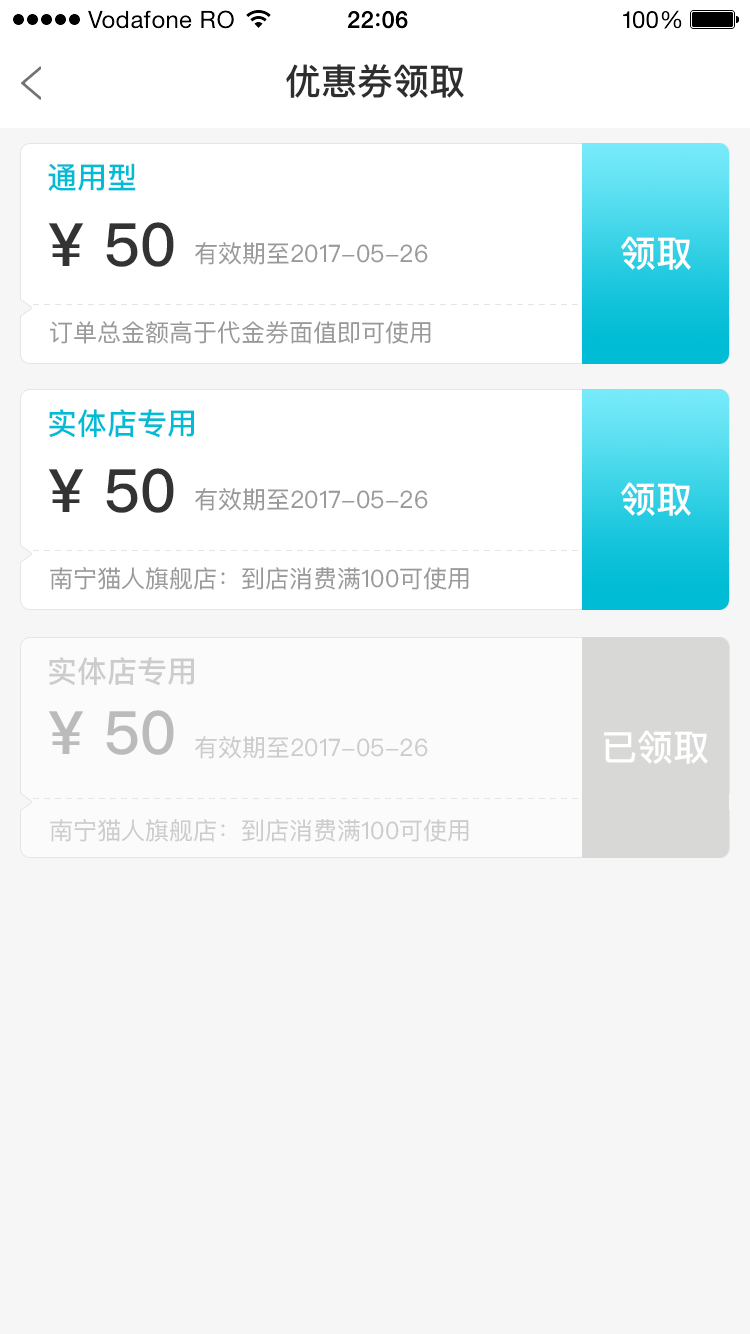 Vodafone RO 22:06 100%
优惠券领取
通用型
¥ 50 有效期至2017-05-26
领取
订单总金额高于代金券面值即可使用
实体店专用
¥ 50 有效期至2017-05-26
领取
南宁猫人旗舰店：到店消费满100可使用
实体店专用
¥ 50 有效期至2017-05-26
已领取
南宁猫人旗舰店：到店消费满100可使用